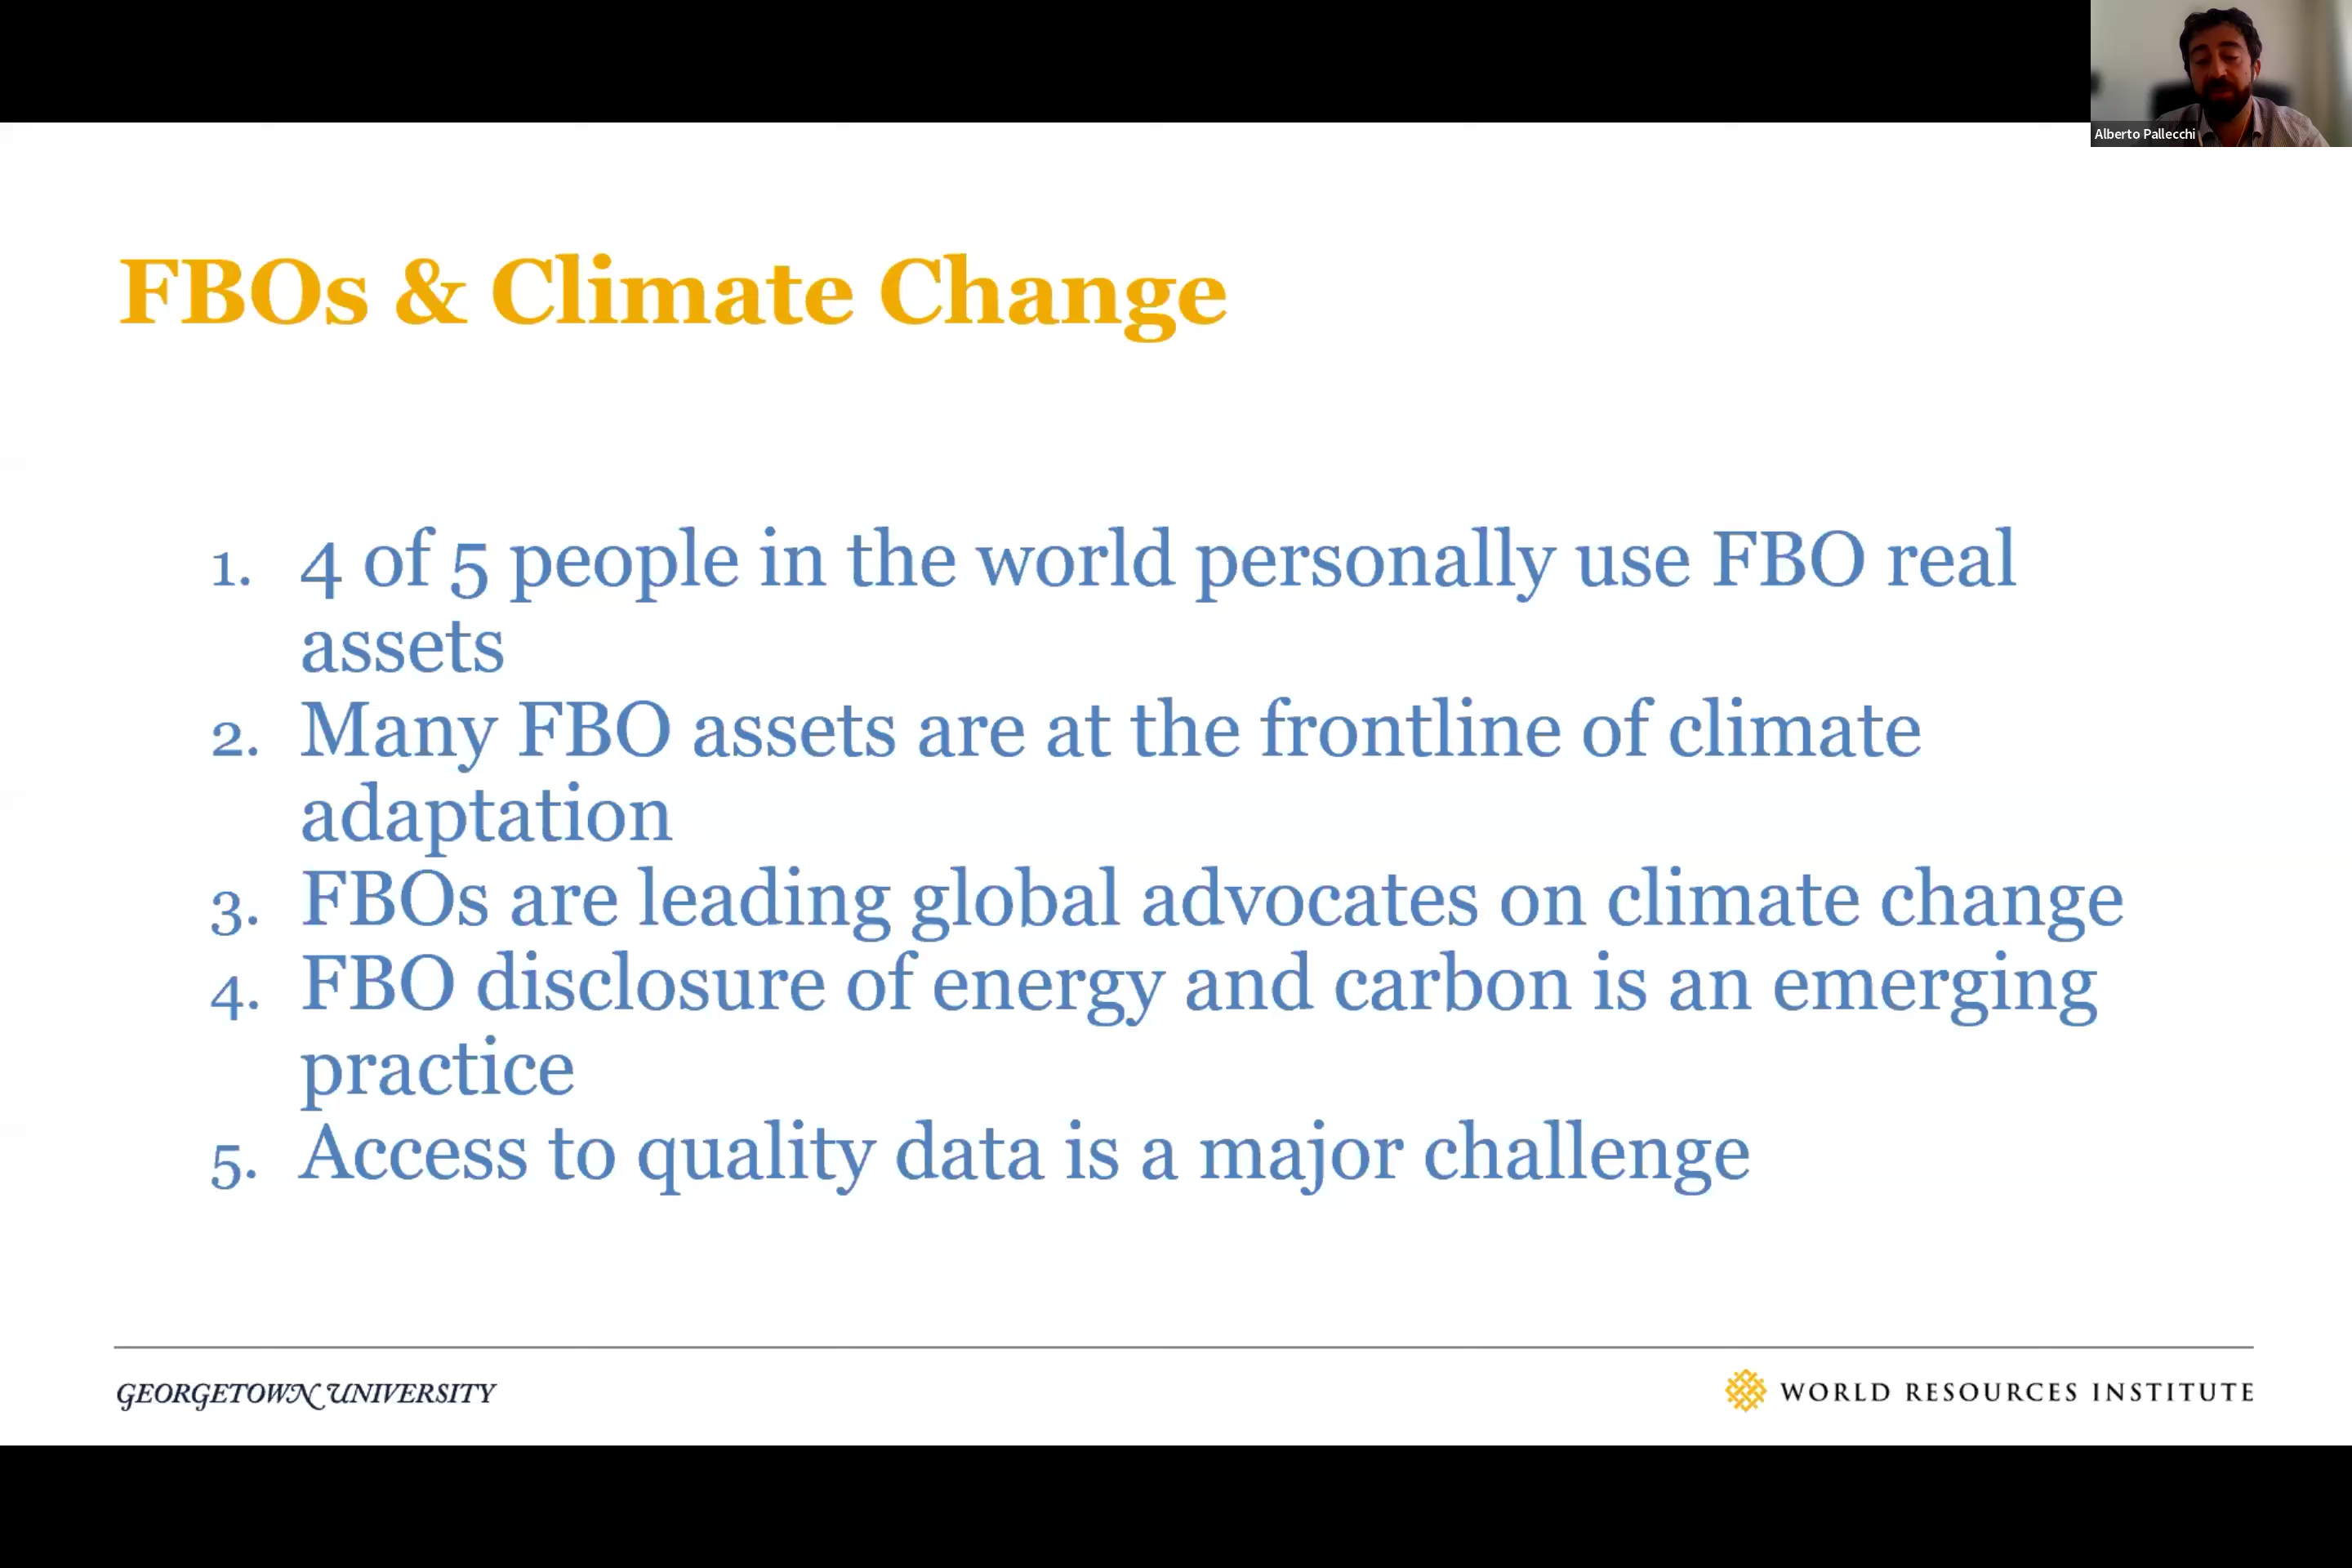 Alberto Pallecchi
FBOs & Climate Change
1. 4 of 5 people in the world personally use FBO real
assets
2. Many FBO assets are at the frontline of climate
adaptation
3. FBOs are leading global advocates on climate change
4. FBO disclosure of energy and carbon is an emerging
practice
5. Access to quality data is a major challenge
GEORGETOWN UNIVERSITY
WORLD RESOURCES INSTITUTE